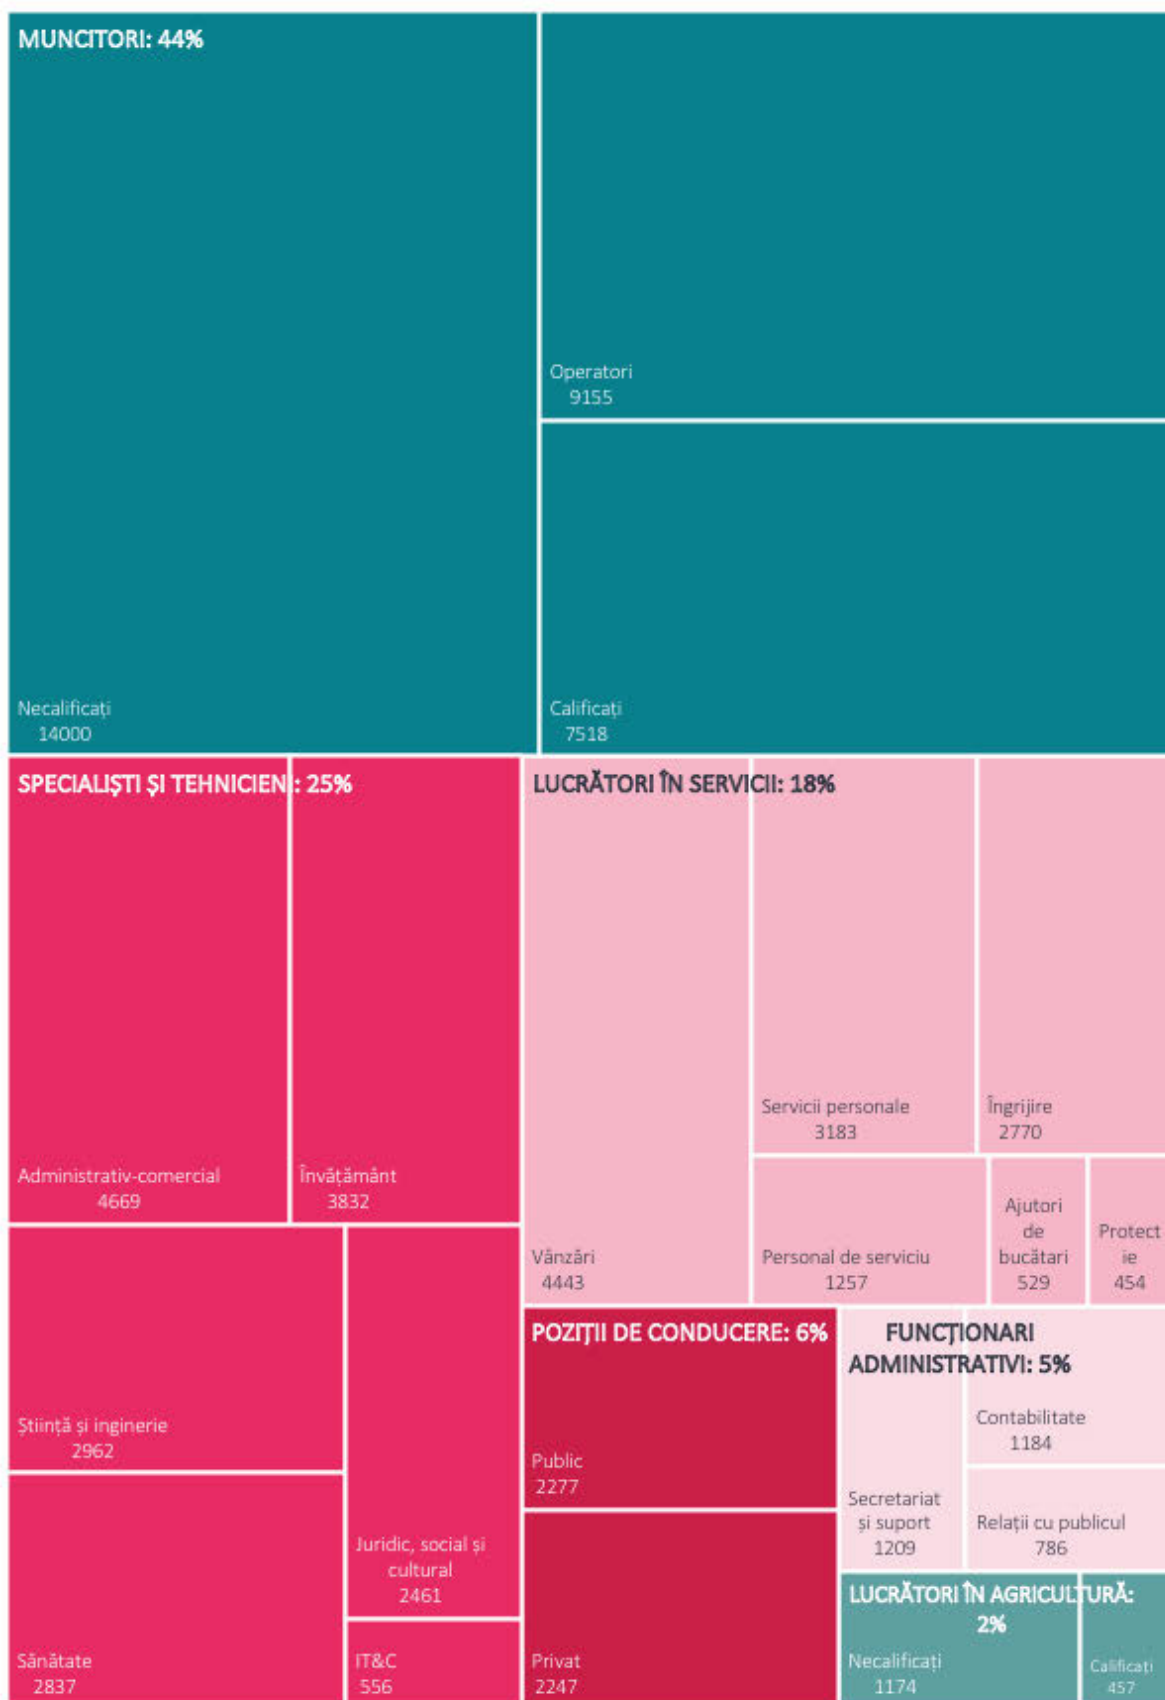 MUNCITORI: 44%
Necalificați
14000
Operatori
9155
Calificați
7518
SPECIALIȘTI ȘI TEHNICIENI: 25%
Administrativ-comercial
4669
Învățământ
3832
Știință și inginerie
2962
Sănătate
2837
Juridic, social și
cultural
2461
IT&C
556
LUCRĂTORI ÎN SERVICII: 18%
Vânzări
4443
Servicii personale
3183
Îngrijire
2770
Personal de serviciu
1257
Ajutori
de
bucătari
529
Protect
ie
454
POZIȚII DE CONDUCERE: 6%
Public
2277
Privat
2247
FUNCȚIONARI
ADMINISTRATIVI: 5%
Secretariat
și suport
1209
Contabilitate
1184
Relații cu publicul
786
LUCRĂTORI ÎN AGRICULTURĂ:
2%
Necalificați
1174
Calificați
457